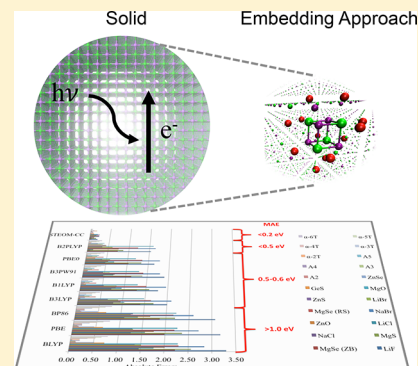 Solid
Embedding Approach
hν
e-
MAE
STEOM-CC
<0.2 eV
B2PLYP
<0.5 eV
PBE0
B3PW91
0.5-0.6 eV
B1LYP
B3LYP
BP86
PBE
>1.0 eV
BLYP
0.00 0.50 1.00 1.50 2.00 2.50 3.00 3.50
α-6T α-5T
α-4T α-3T
α-2T A5
A4 A3
A2 ZnSe
GeS MgO
ZnS LiBr
MgSe (RS) NaBr
ZnO LiCl
NaCl MgS
MgSe (ZB) LiF